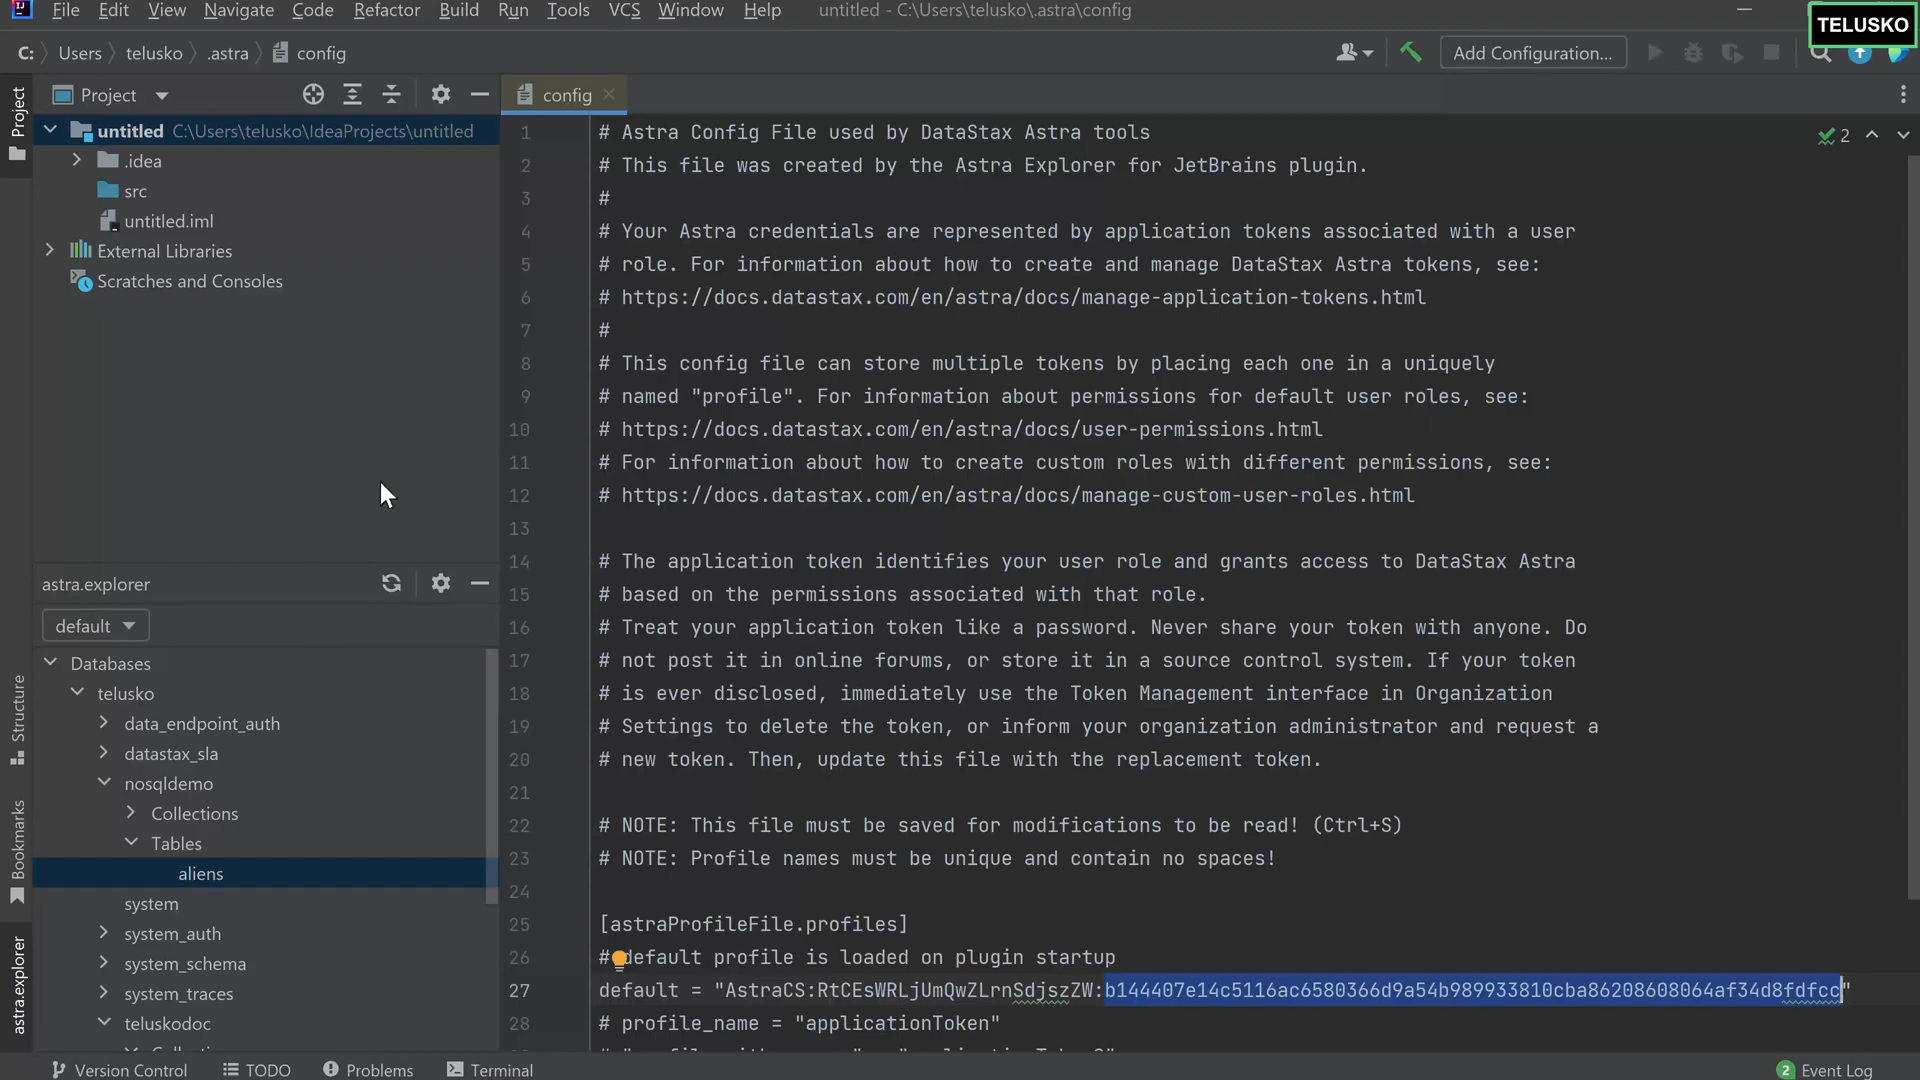 File Edit View Navigate Code Refactor Build Run Tools VCS Window Help untitled - C:\Users\telusko\.astra\config
TELUSKO
C: Users telusko .astra config
Add Configuration...
Project
Project
config
untitled C:\Users\telusko\IdeaProjects\untitled
.idea
src
untitled.iml
External Libraries
Scratches and Consoles
2
1 # Astra Config File used by DataStax Astra tools
2 # This file was created by the Astra Explorer for JetBrains plugin.
3 #
4 # Your Astra credentials are represented by application tokens associated with a user
5 # role. For information about how to create and manage DataStax Astra tokens, see:
6 # https://docs.datastax.com/en/astra/docs/manage-application-tokens.html
7 #
8 # This config file can store multiple tokens by placing each one in a uniquely
9 # named "profile". For information about permissions for default user roles, see:
10 # https://docs.datastax.com/en/astra/docs/user-permissions.html
11 # For information about how to create custom roles with different permissions, see:
12 # https://docs.datastax.com/en/astra/docs/manage-custom-user-roles.html
13
14 # The application token identifies your user role and grants access to DataStax Astra
15 # based on the permissions associated with that role.
16 # Treat your application token like a password. Never share your token with anyone. Do
17 # not post it in online forums, or store it in a source control system. If your token
18 # is ever disclosed, immediately use the Token Management interface in Organization
19 # Settings to delete the token, or inform your organization administrator and request a
20 # new token. Then, update this file with the replacement token.
21
22 # NOTE: This file must be saved for modifications to be read! (Ctrl+S)
23 # NOTE: Profile names must be unique and contain no spaces!
24
25 [astraProfileFile.profiles]
26 # default profile is loaded on plugin startup
27 default = "AstraCS:RtCEsWRLjUmQwZLrnSdjszZW:b144407e14c5116ac6580366d9a54b989933810cba86208608064af34d8fdfcc"
28 # profile_name = "applicationToken"
astra.explorer
default
Databases
telusko
data_endpoint_auth
datastax_sla
nosqldemo
Collections
Tables
aliens
system
system_auth
system_schema
system_traces
teluskodoc
Structure
Bookmarks
astra.explorer
Version Control TODO Problems Terminal
2 Event Log